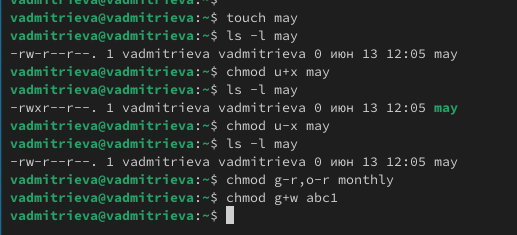 vadmitrieva@vadmitrieva:~$ touch may
vadmitrieva@vadmitrieva:~$ ls -l may
-rw-r--r--. 1 vadmitrieva vadmitrieva 0 июн 13 12:05 may
vadmitrieva@vadmitrieva:~$ chmod u+x may
vadmitrieva@vadmitrieva:~$ ls -l may
-rwxr--r--. 1 vadmitrieva vadmitrieva 0 июн 13 12:05 may
vadmitrieva@vadmitrieva:~$ chmod u-x may
vadmitrieva@vadmitrieva:~$ ls -l may
-rw-r--r--. 1 vadmitrieva vadmitrieva 0 июн 13 12:05 may
vadmitrieva@vadmitrieva:~$ chmod g-r,o-r monthly
vadmitrieva@vadmitrieva:~$ chmod g+w abc1
vadmitrieva@vadmitrieva:~$